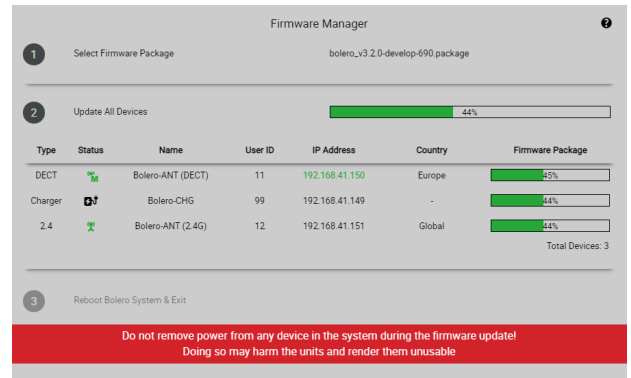 Firmware Manager
?
1 Select Firmware Package bolero_v3.2.0-develop-690.package
2 Update All Devices 44%
Type Status Name User ID IP Address Country Firmware Package
DECT M Bolero-ANT (DECT) 11 192.168.41.150 Europe 45%
Charger Bolero-CHG 99 192.168.41.149 - 44%
2.4 Bolero-ANT (2.4G) 12 192.168.41.151 Global 44%
Total Devices: 3
3 Reboot Bolero System & Exit
Do not remove power from any device in the system during the firmware update!
Doing so may harm the units and render them unusable